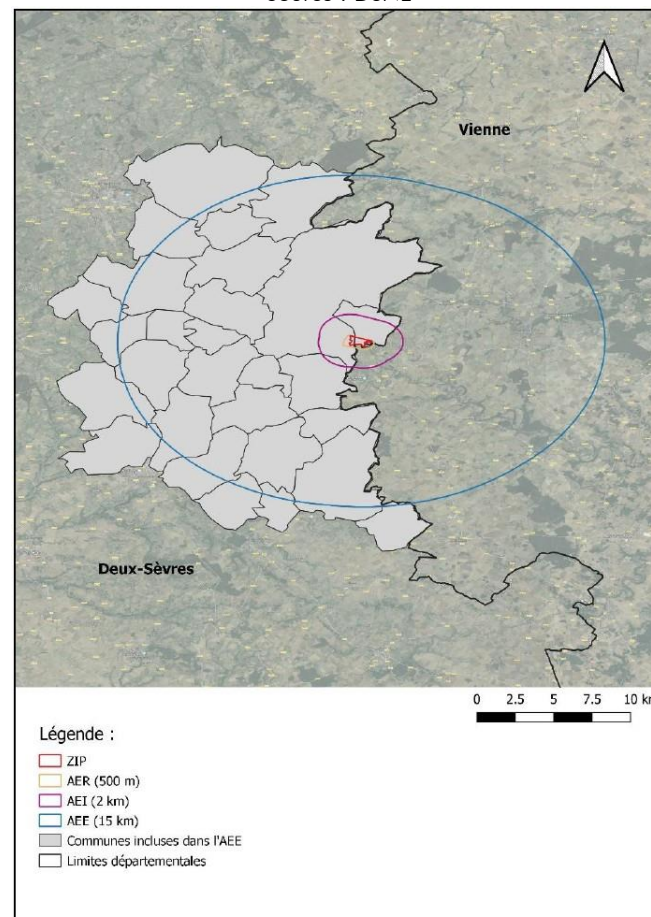 Vienne
Deux-Sèvres
0 2.5 5 7.5 10 km
Légende :
ZIP
AER (500 m)
AEI (2 km)
AEE (15 km)
Communes incluses dans l'AEE
Limites départementales